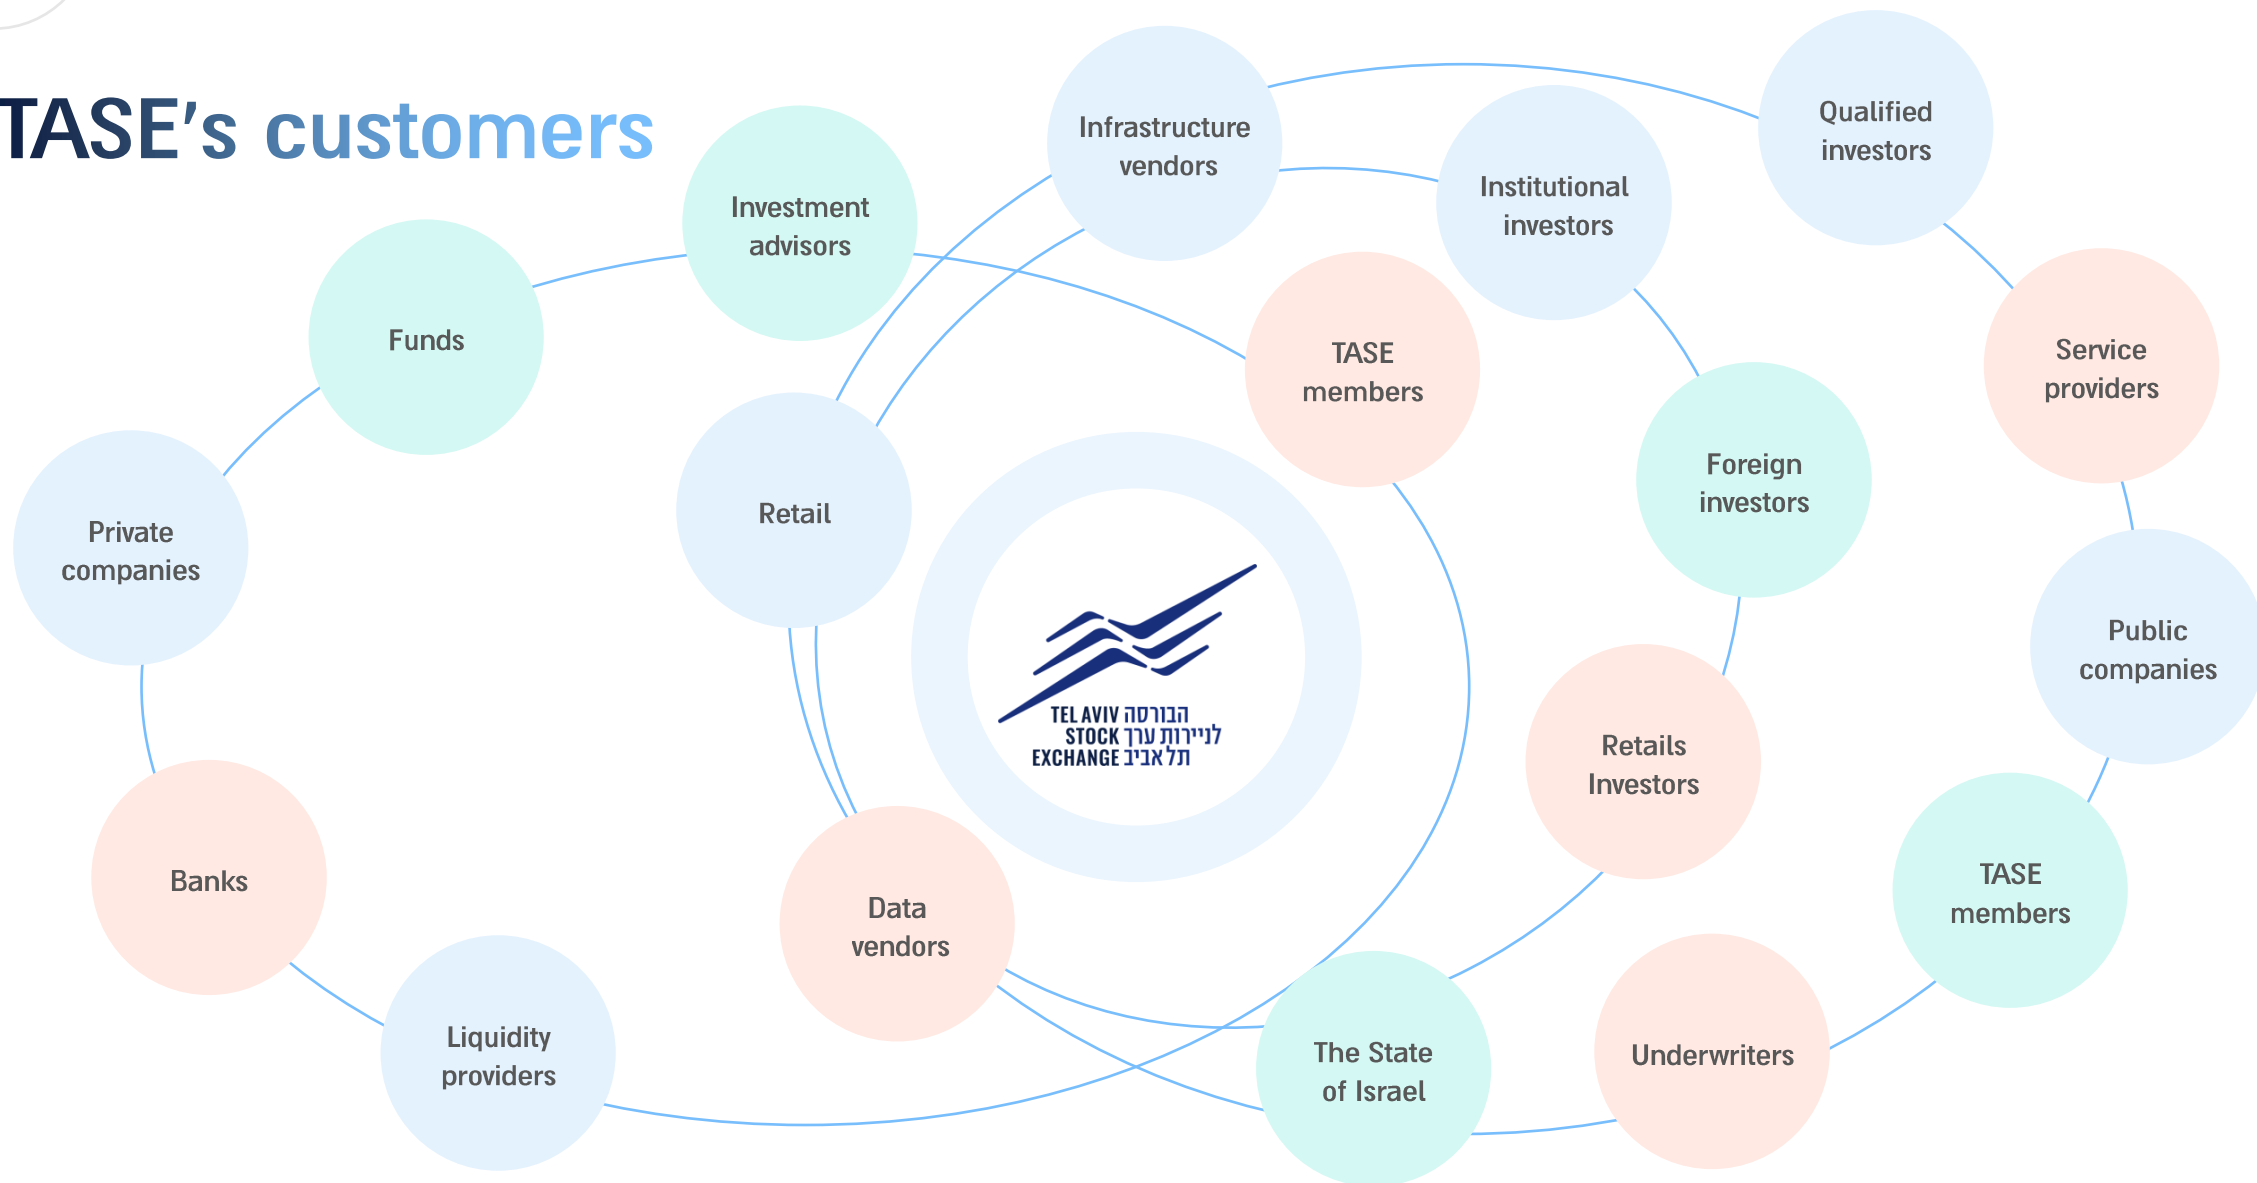 TASE's customers
Infrastructure
vendors
Qualified
investors
Institutional
investors
Investment
advisors
Funds
TASE
members
Service
providers
Foreign
investors
Retail
Private
companies
Public
companies
TEL AVIV הבורסה
STOCK לניירות ערך
EXCHANGE תל אביב
Retails
Investors
Banks
Data
vendors
TASE
members
Liquidity
providers
The State
of Israel
Underwriters